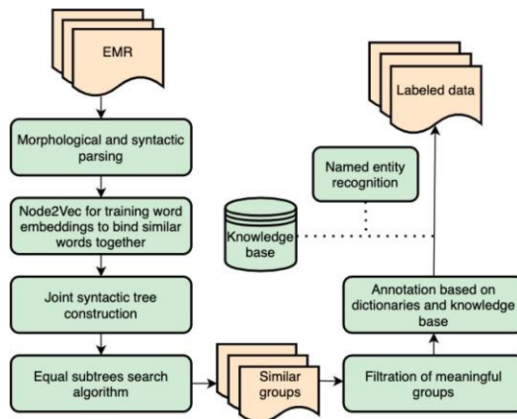 EMR
Morphological and syntactic
parsing
Node2Vec for training word
embeddings to bind similar
words together
Joint syntactic tree
construction
Equal subtrees search
algorithm
Similar
groups
Filtration of meaningful
groups
Annotation based on
dictionaries and knowledge
base
Knowledge
base
Named entity
recognition
Labeled data